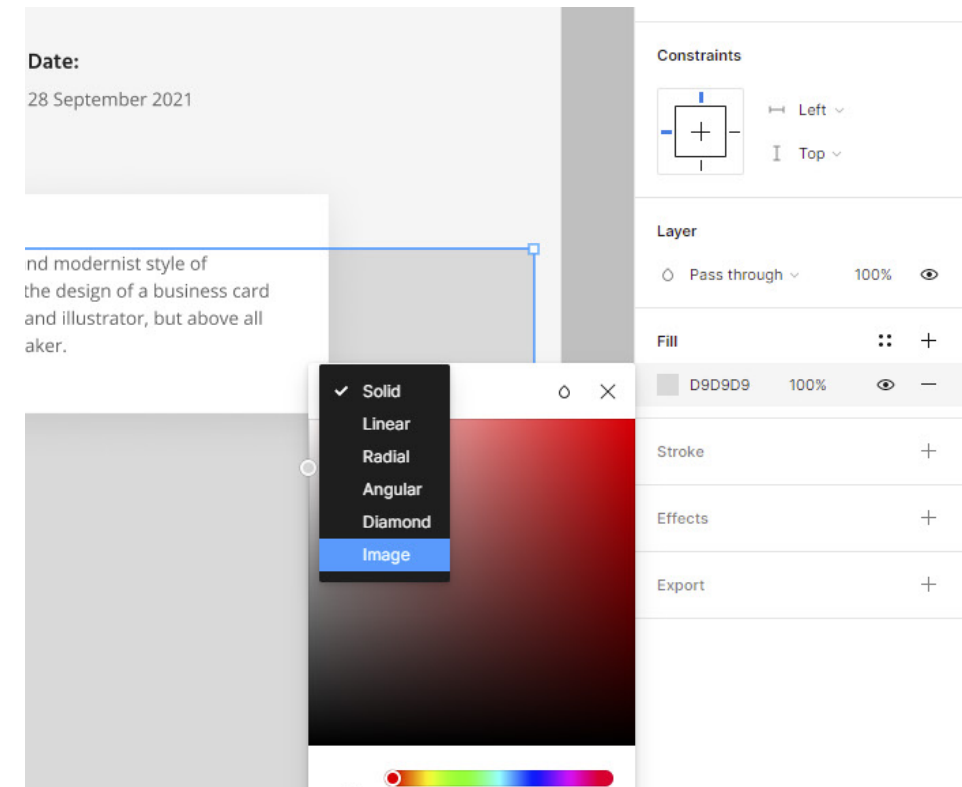 Date:
28 September 2021
nd modernist style of
the design of a business card
and illustrator, but above all
aker.
Solid
Linear
Radial
Angular
Diamond
Image
Constraints
Left
Top
Layer
Pass through 100%
Fill
D9D9D9 100%
Stroke
Effects
Export